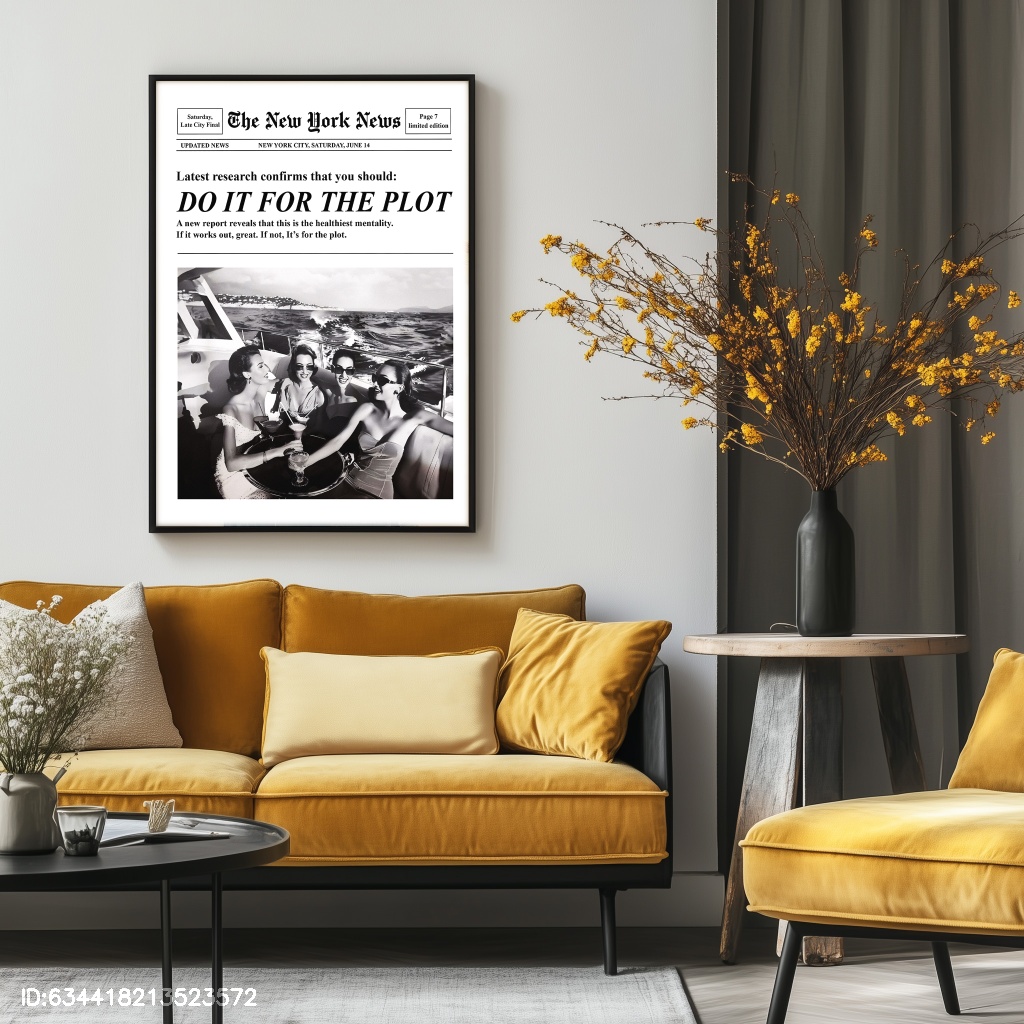 Saturday,
Late City Final
The New York News
Page 7
limited edition
UPDATED NEWS
NEW YORK CITY, SATURDAY, JUNE 14
Latest research confirms that you should:
DO IT FOR THE PLOT
A new report reveals that this is the healthiest mentality.
If it works out, great. If not, It's for the plot.
ID:634418213523572